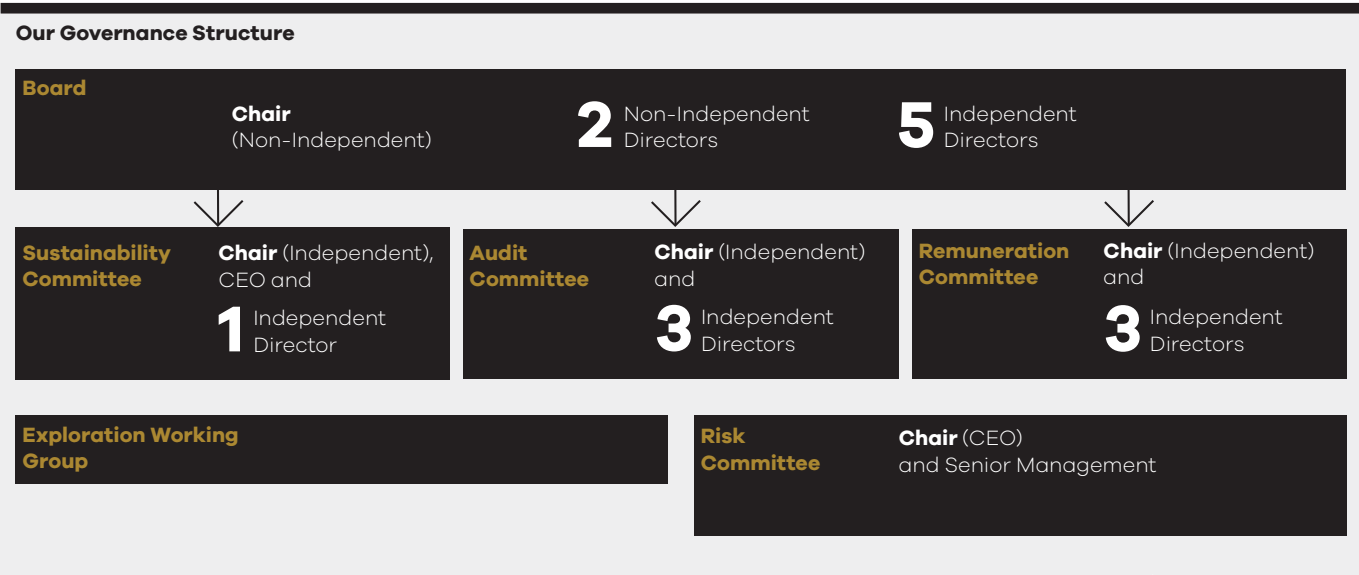 Our Governance Structure
Board
Chair
(Non-Independent)
2 Non-Independent
Directors
5 Independent
Directors
Sustainability
Committee
Chair (Independent),
CEO and
1 Independent
Director
Audit
Committee
Chair (Independent)
and
3 Independent
Directors
Remuneration
Committee
Chair (Independent)
and
3 Independent
Directors
Exploration Working
Group
Risk
Committee
Chair (CEO)
and Senior Management